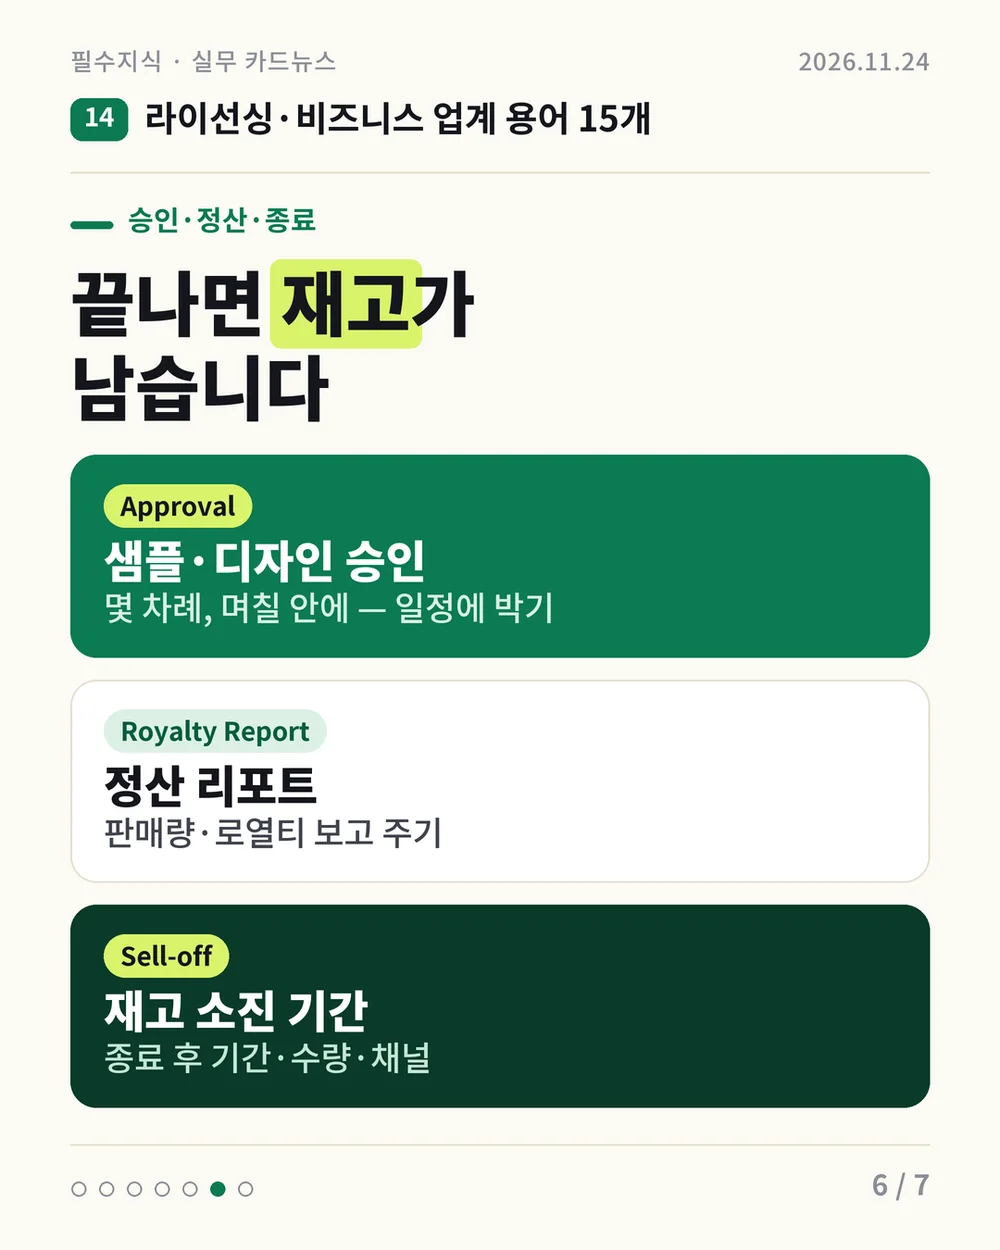 필수지식 · 실무 카드뉴스
2026.11.24
14 라이선싱·비즈니스 업계 용어 15개
승인·정산·종료
끝나면 재고가
남습니다
Approval
샘플·디자인 승인
몇 차례, 며칠 안에 — 일정에 박기
Royalty Report
정산 리포트
판매량·로열티 보고 주기
Sell-off
재고 소진 기간
종료 후 기간·수량·채널
6 / 7